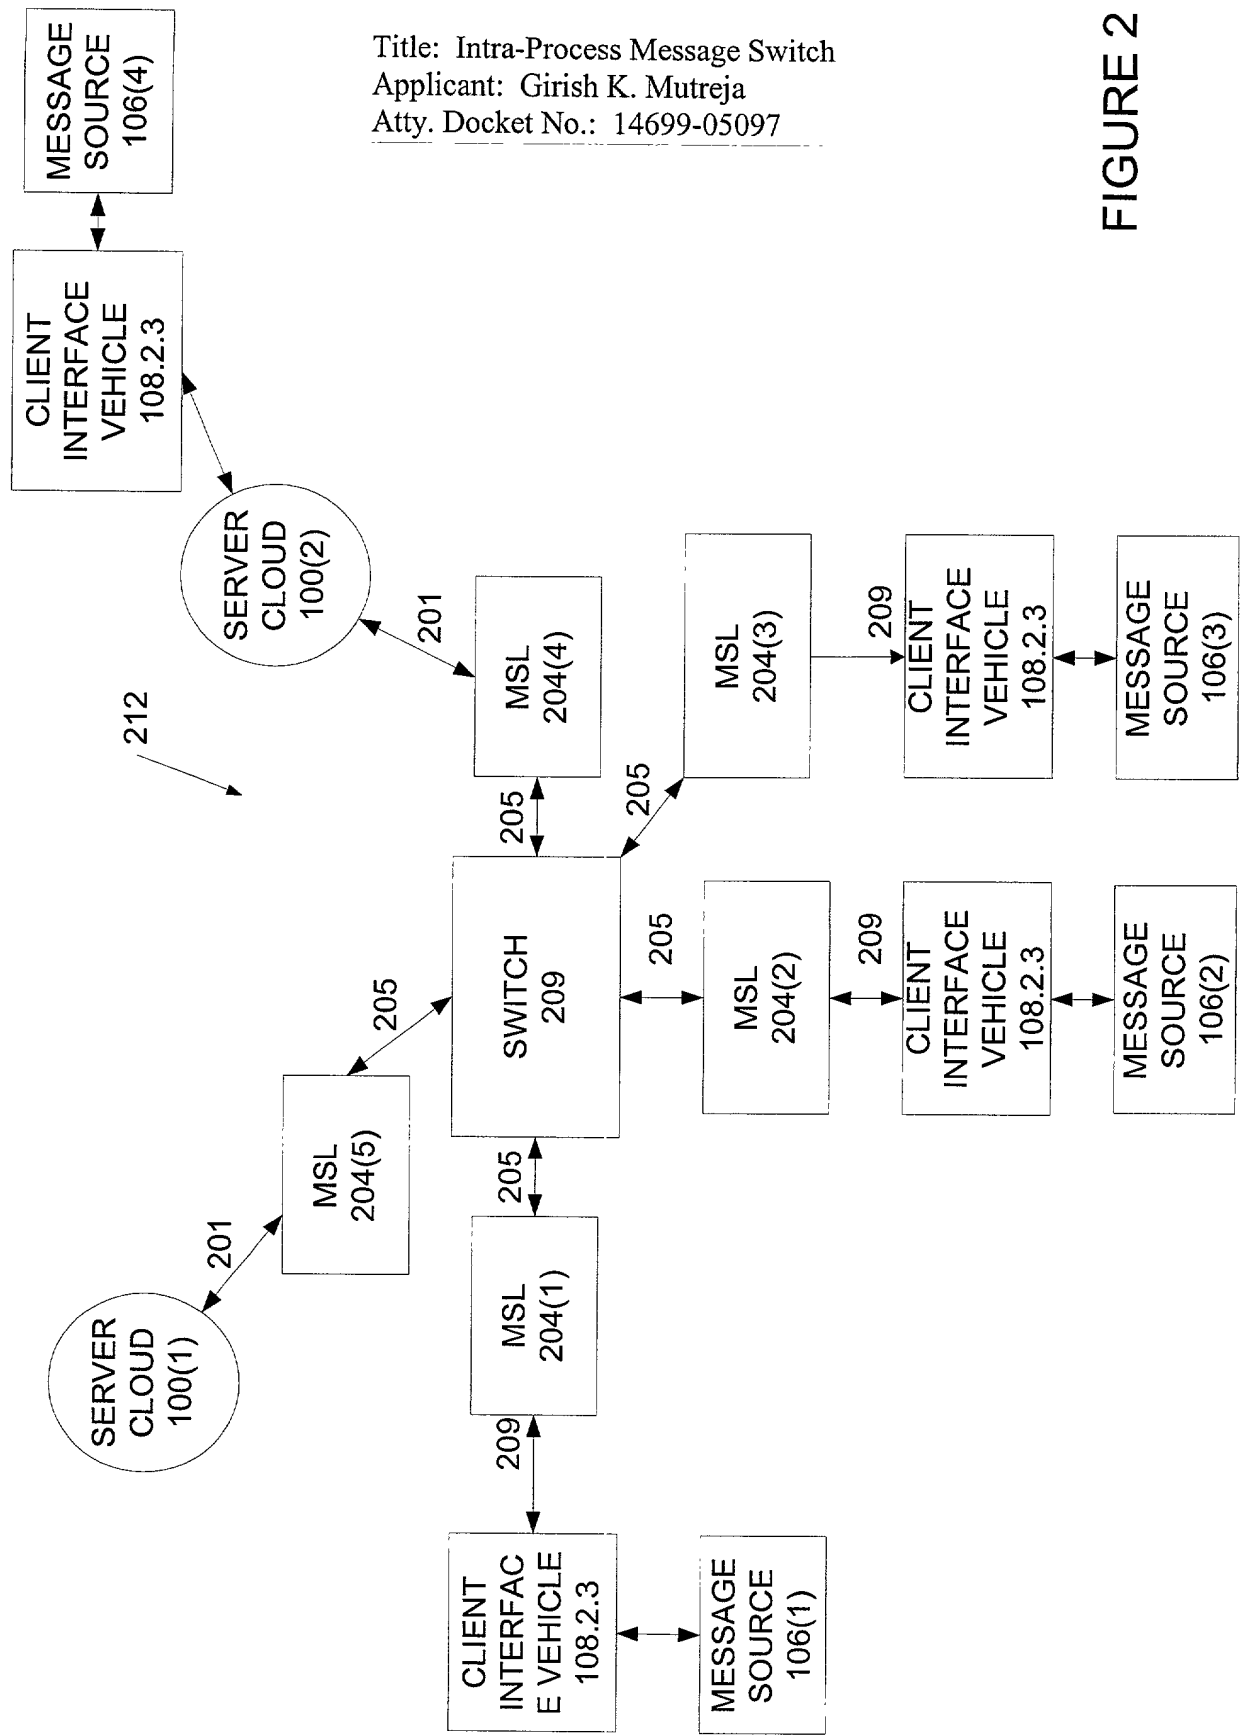 Title: Intra-Process Message Switch
Applicant: Girish K. Mutreja
Atty. Docket No.: 14699-05097
SERVER
CLOUD
100(1)
201
MSL
204(5)
205
212
SERVER
CLOUD
100(2)
201
CLIENT
INTERFACE
VEHICLE
108.2.3
MESSAGE
SOURCE
106(4)
CLIENT
INTERFAC
E VEHICLE
108.2.3
209
MSL
204(1)
205
SWITCH
209
205
MSL
204(4)
MESSAGE
SOURCE
106(1)
205
MSL
204(2)
209
CLIENT
INTERFACE
VEHICLE
108.2.3
MESSAGE
SOURCE
106(2)
205
MSL
204(3)
209
CLIENT
INTERFACE
VEHICLE
108.2.3
MESSAGE
SOURCE
106(3)
FIGURE 2